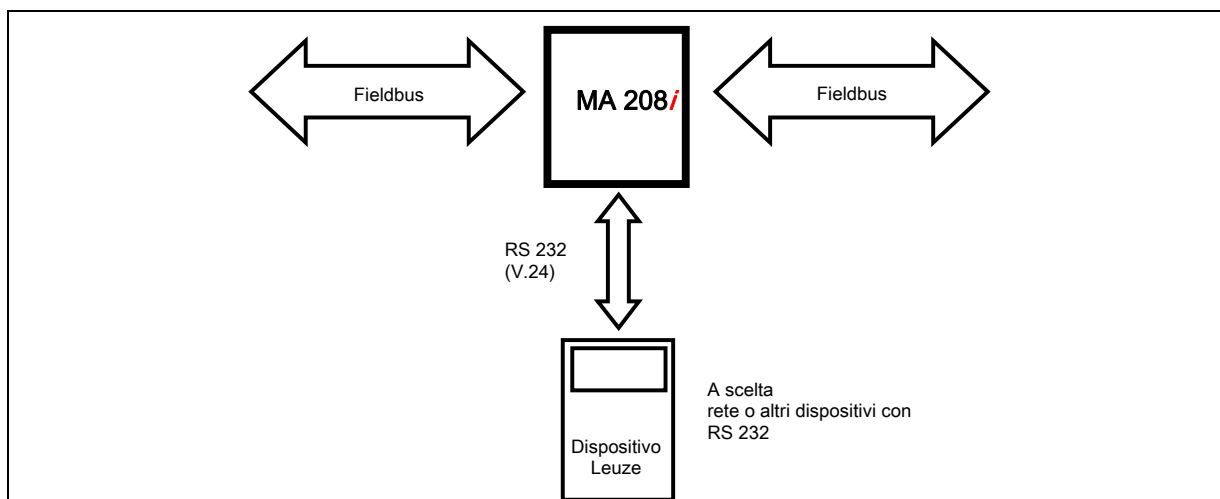 Fieldbus
MA 208i
Fieldbus
RS 232
(V.24)
A scelta
rete o altri dispositivi con
RS 232
Dispositivo
Leuze